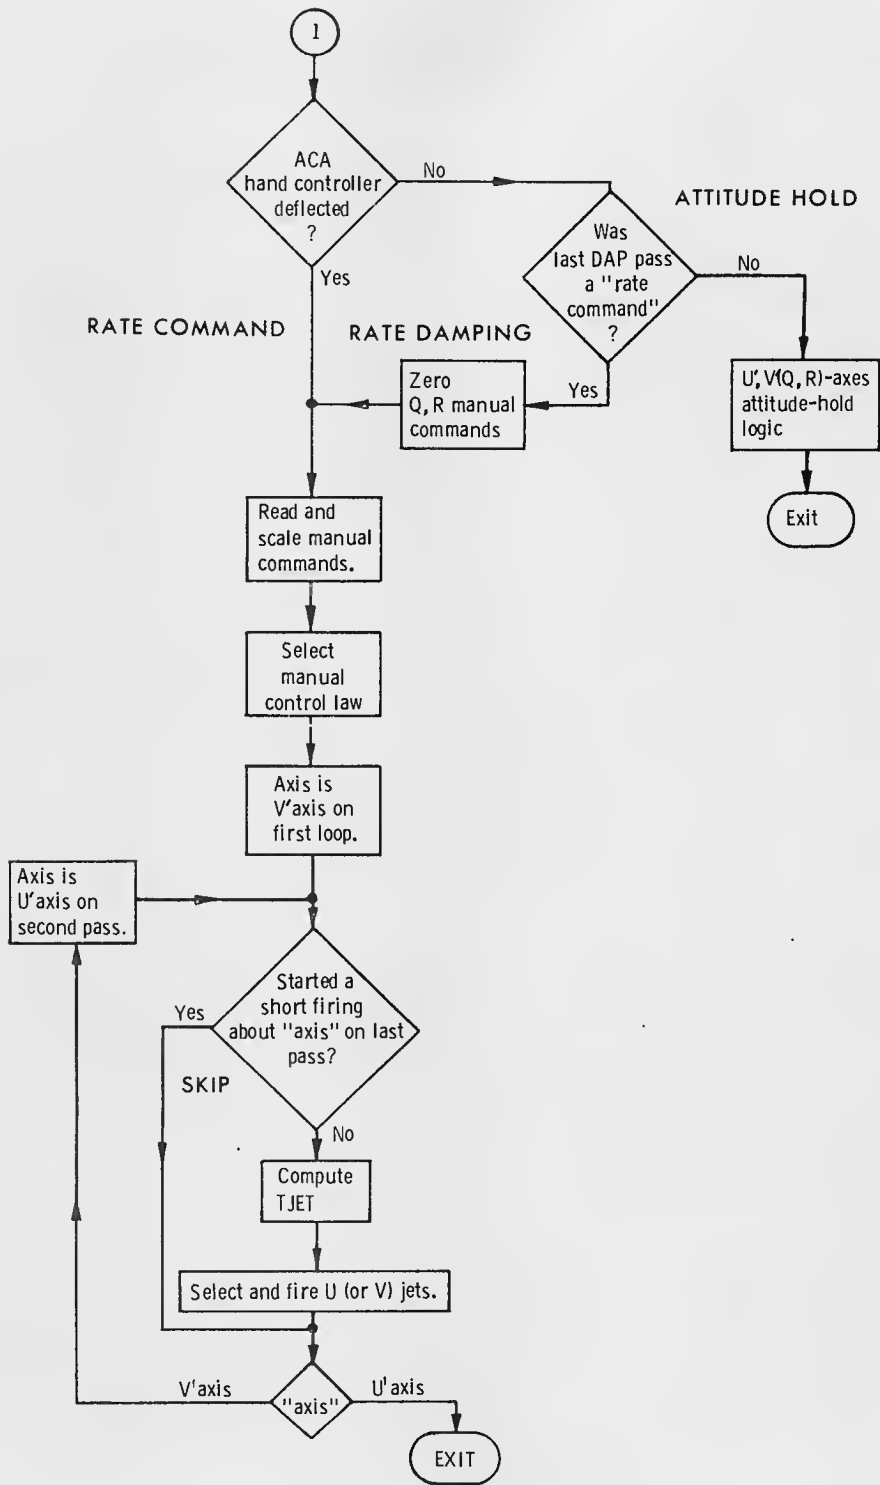 1
ACA
hand controller
deflected
?
No
ATTITUDE HOLD
Was
last DAP pass
a "rate
command"
?
No
Yes
RATE COMMAND
RATE DAMPING
Zero
Q, R manual
commands
Yes
U', V'(Q, R)-axes
attitude-hold
logic
Exit
Read and
scale manual
commands.
Select
manual
control law
Axis is
V' axis on
first loop.
Axis is
U' axis on
second pass.
Started a
short firing
about "axis" on last
pass?
Yes
SKIP
No
Compute
TJET
Select and fire U (or V) jets.
V' axis
"axis"
U' axis
EXIT